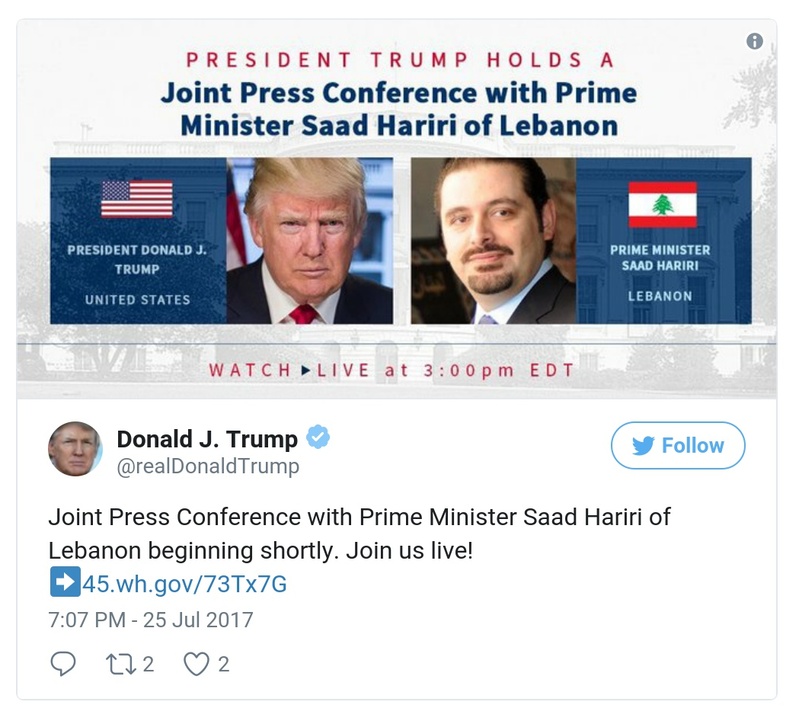 PRESIDENT TRUMP HOLDS A
Joint Press Conference with Prime
Minister Saad Hariri of Lebanon
PRESIDENT DONALD J.
TRUMP
UNITED STATES
PRIME MINISTER
SAAD HARIRI
LEBANON
WATCH ▶ LIVE at 3:00pm EDT
Donald J. Trump
@realDonaldTrump
Follow
Joint Press Conference with Prime Minister Saad Hariri of
Lebanon beginning shortly. Join us live!
➡45.wh.gov/73Tx7G
7:07 PM - 25 Jul 2017
2 2